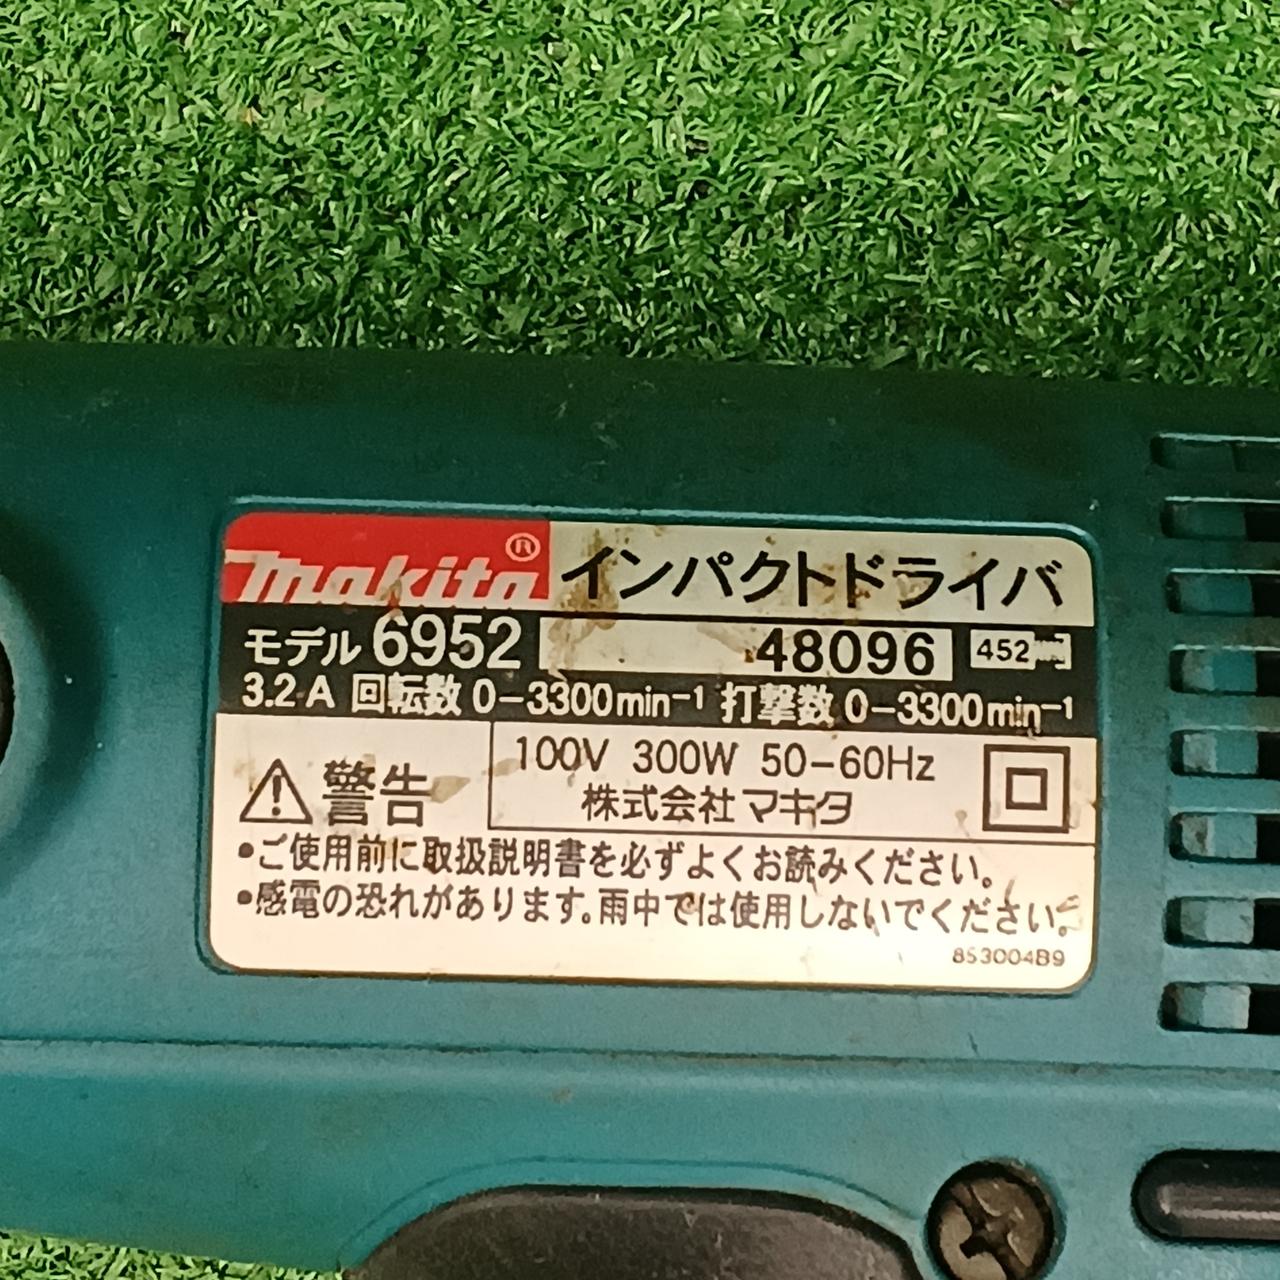 makita® インパクトドライバ
モデル 6952 48096 452
3.2A 回転数 0-3300min⁻¹ 打撃数 0-3300min⁻¹
100V 300W 50-60Hz
警告 株式会社マキタ
•ご使用前に取扱説明書を必ずよくお読みください。
•感電の恐れがあります。雨中では使用しないでください。
853004B9